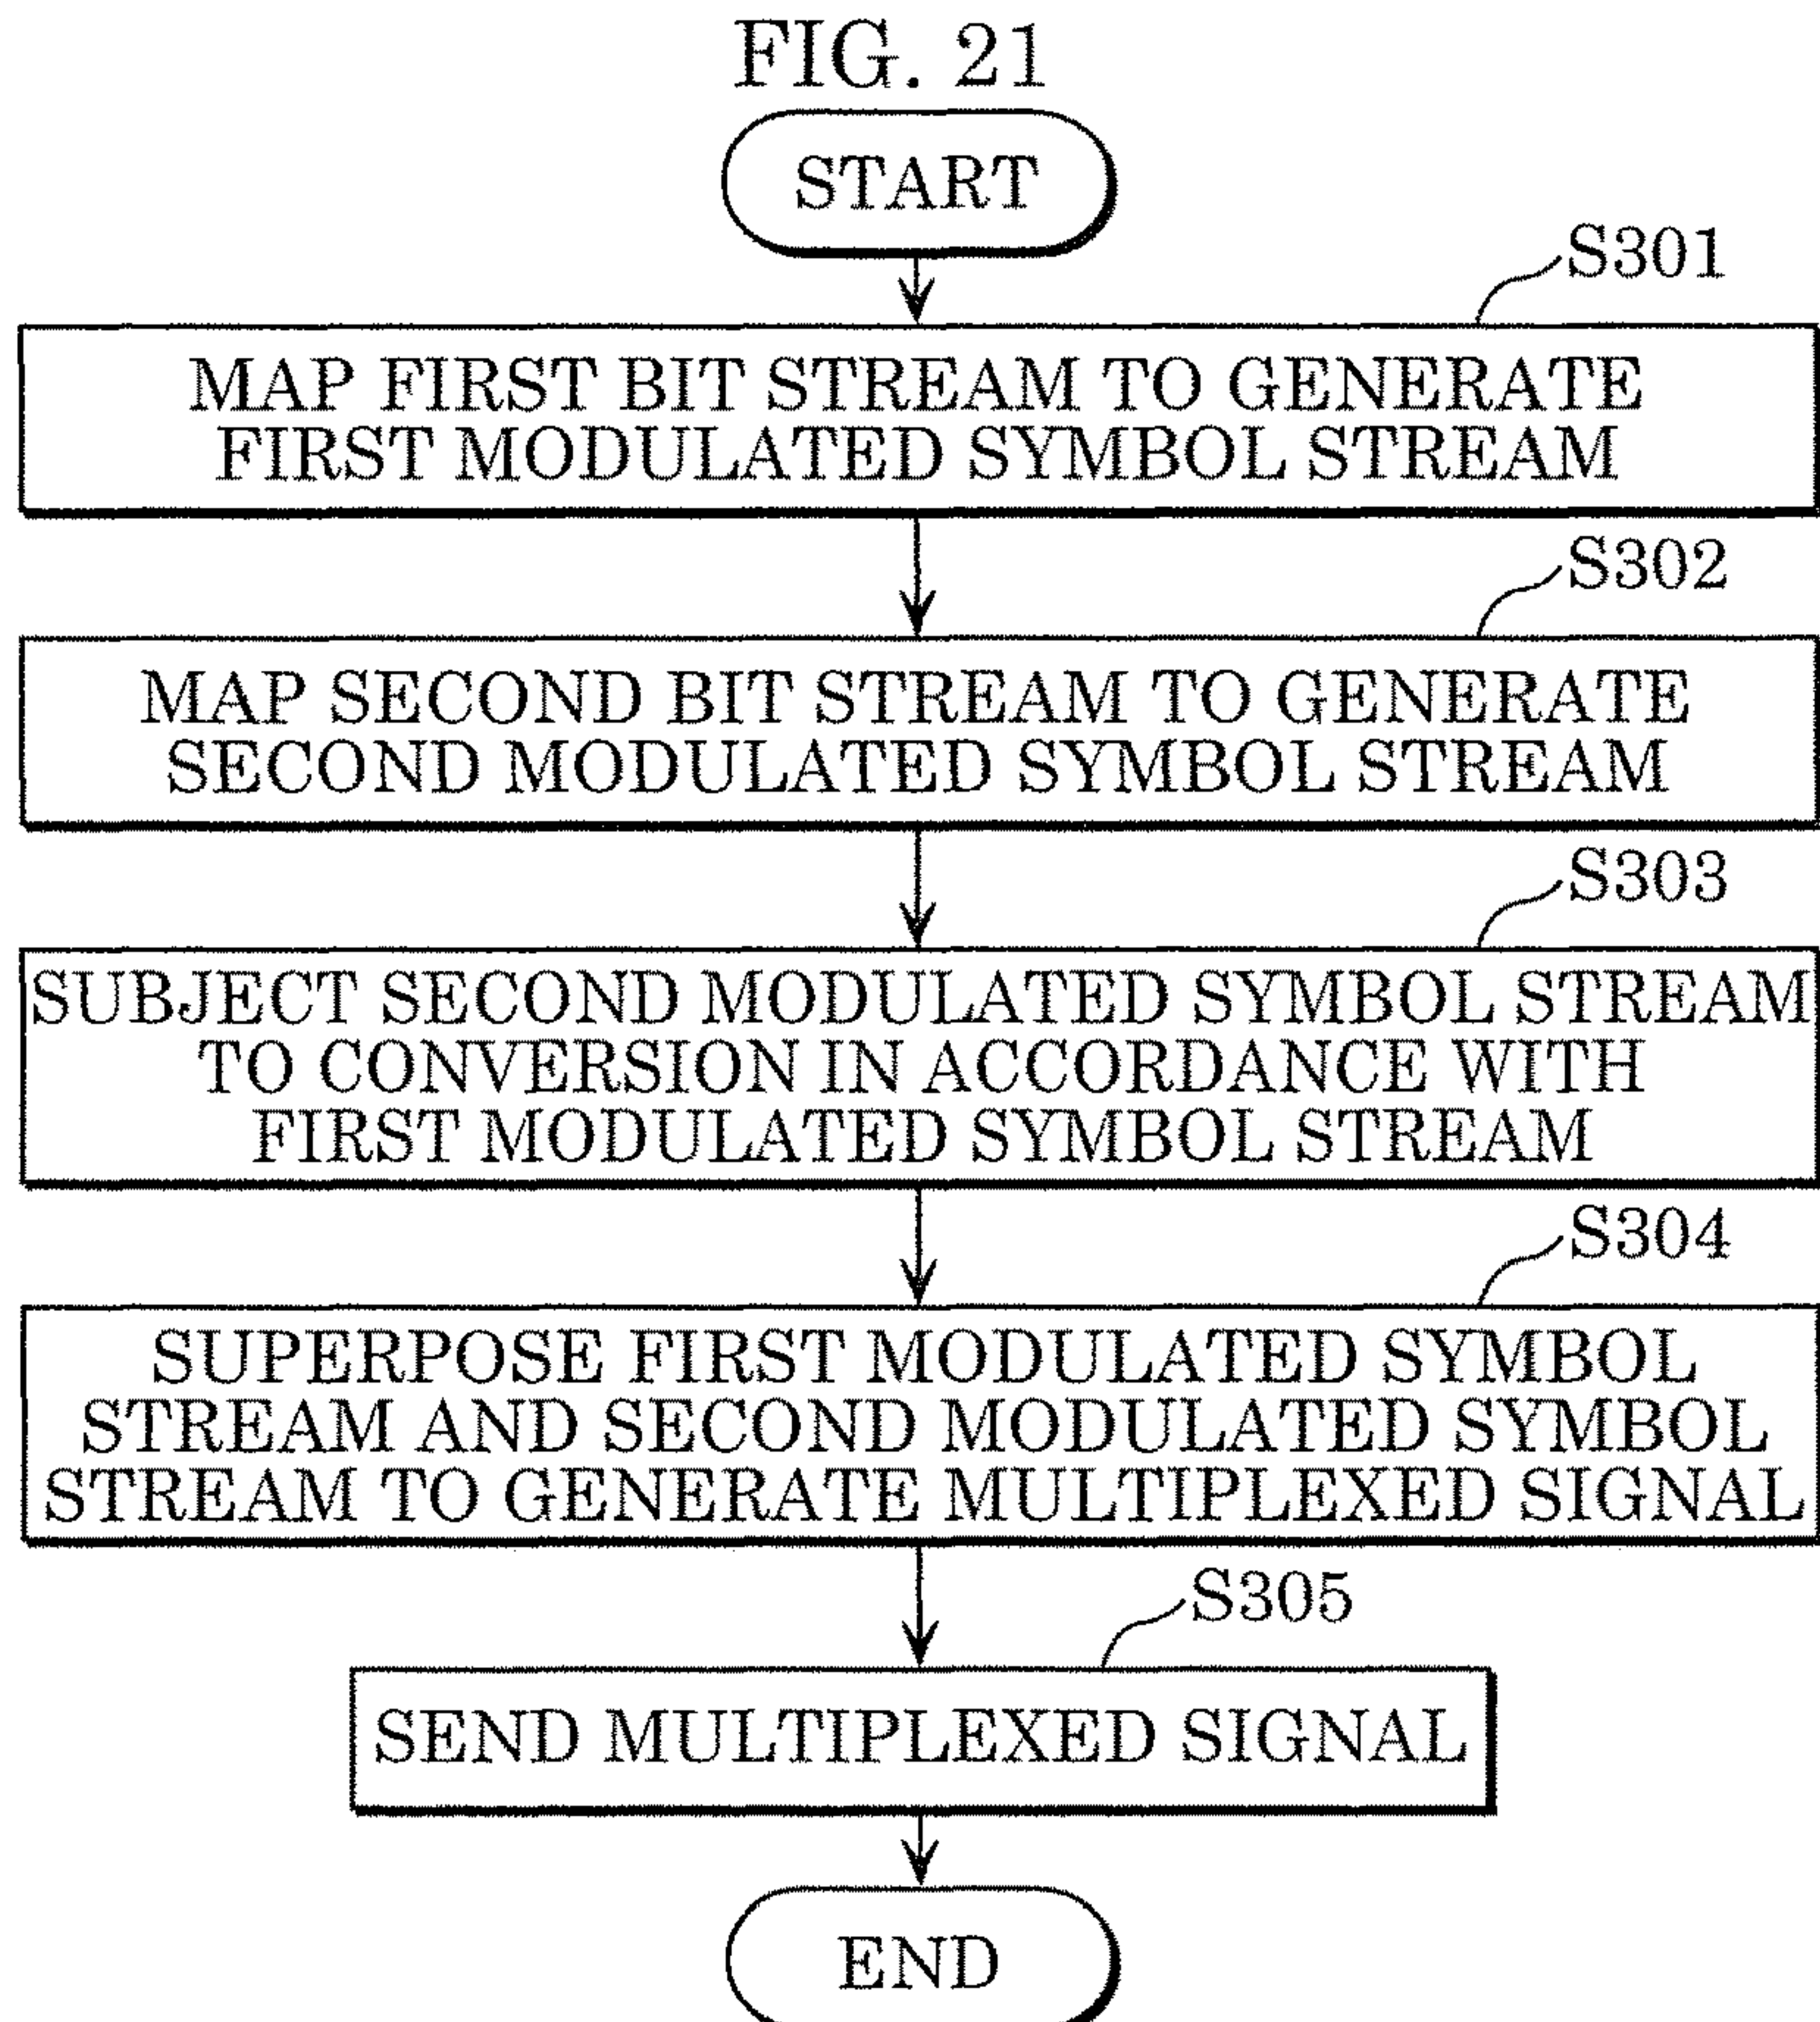 FIG. 21
START
S301
MAP FIRST BIT STREAM TO GENERATE
FIRST MODULATED SYMBOL STREAM
S302
MAP SECOND BIT STREAM TO GENERATE
SECOND MODULATED SYMBOL STREAM
S303
SUBJECT SECOND MODULATED SYMBOL STREAM
TO CONVERSION IN ACCORDANCE WITH
FIRST MODULATED SYMBOL STREAM
S304
SUPERPOSE FIRST MODULATED SYMBOL
STREAM AND SECOND MODULATED SYMBOL
STREAM TO GENERATE MULTIPLEXED SIGNAL
S305
SEND MULTIPLEXED SIGNAL
END